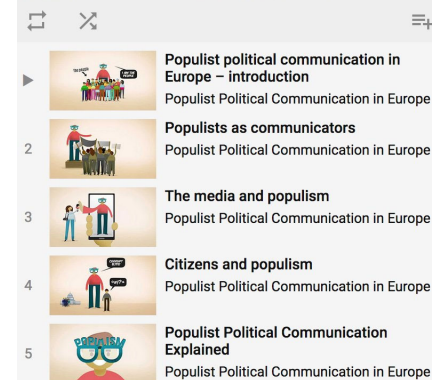 Populist political communication in
Europe – introduction
Populist Political Communication in Europe
2
Populists as communicators
Populist Political Communication in Europe
3
The media and populism
Populist Political Communication in Europe
4
Citizens and populism
Populist Political Communication in Europe
5
POPULISM
Populist Political Communication
Explained
Populist Political Communication in Europe